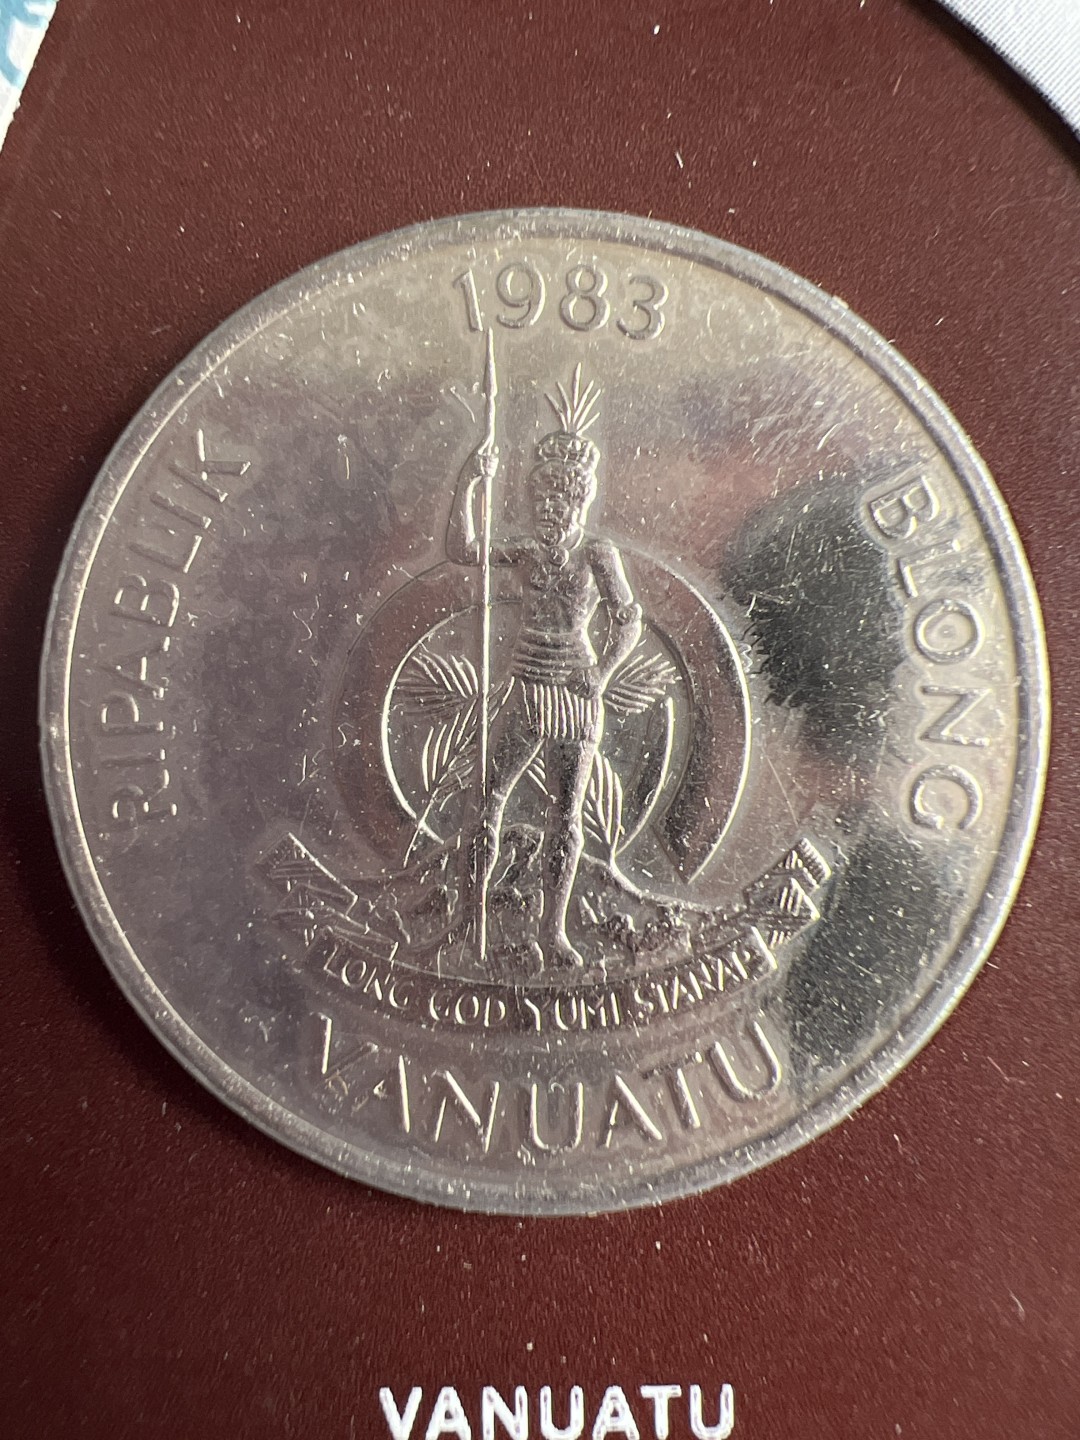 1983
RIPABLIK
BLONG
LONG GOD YUMI STANAP
VANUATU
VANUATU